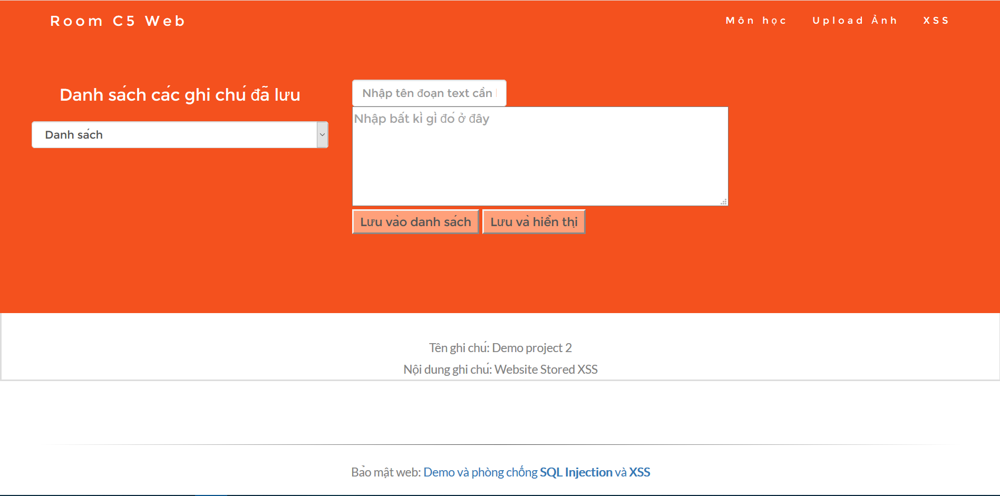 Room C5 Web
Môn học
Upload Ảnh
XSS
Danh sách các ghi chú đã lưu
Danh sách
Nhập tên đoạn text cần
Nhập bất kì gì đó ở đây
Lưu vào danh sách
Lưu và hiển thị
Tên ghi chú: Demo project 2
Nội dung ghi chú: Website Stored XSS
Bảo mật web: Demo và phòng chống SQL Injection và XSS